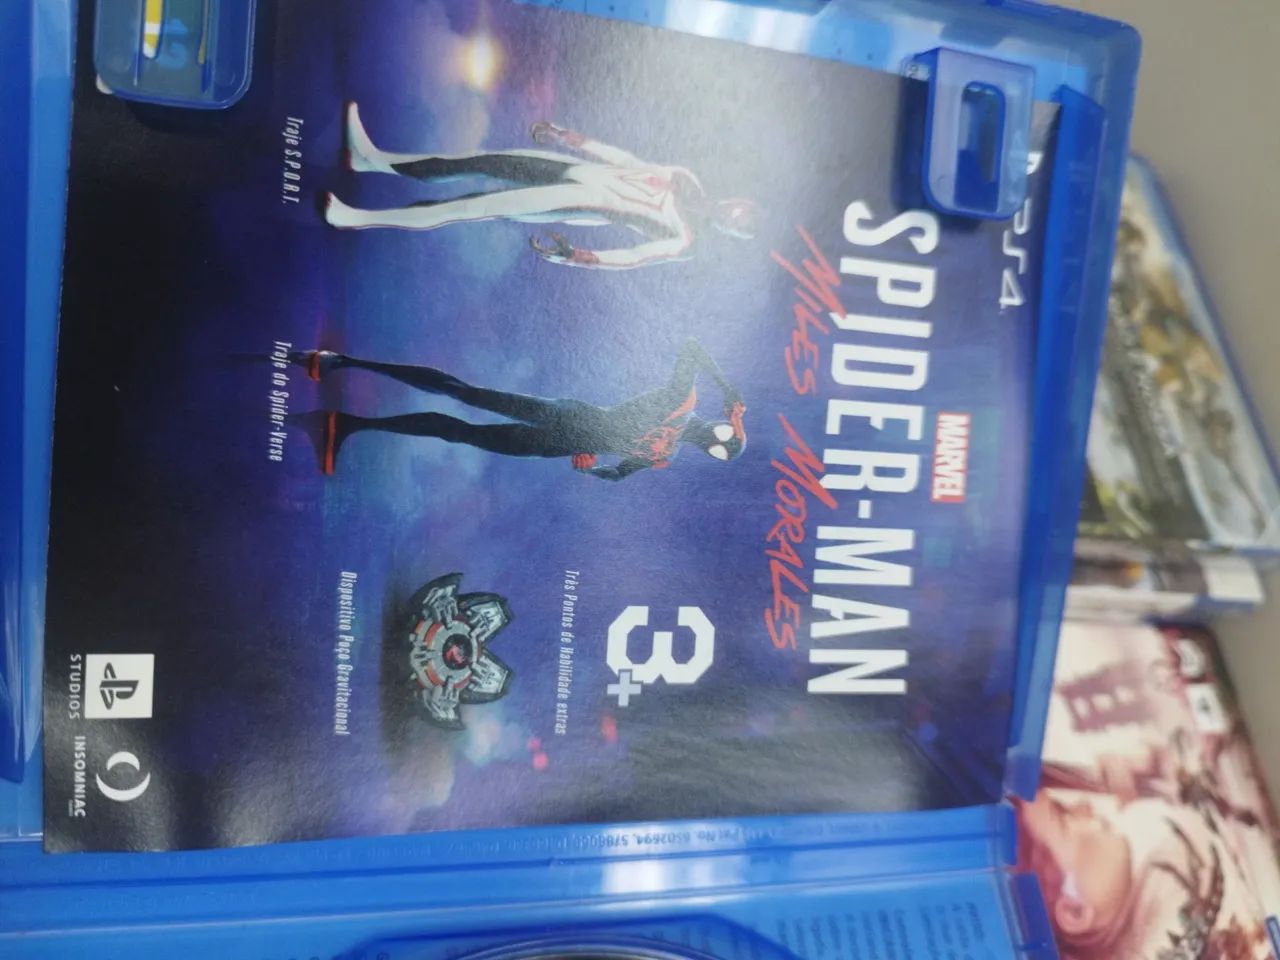 PS4
MARVEL
SPIDER-MAN
MILES MORALES
3+
Três Pontos de Habilidade extras
Traje S.P.O.R.T.
Traje do Spider-Verse
Dispositivo Poço Gravitacional
STUDIOS
INSOMNIAC